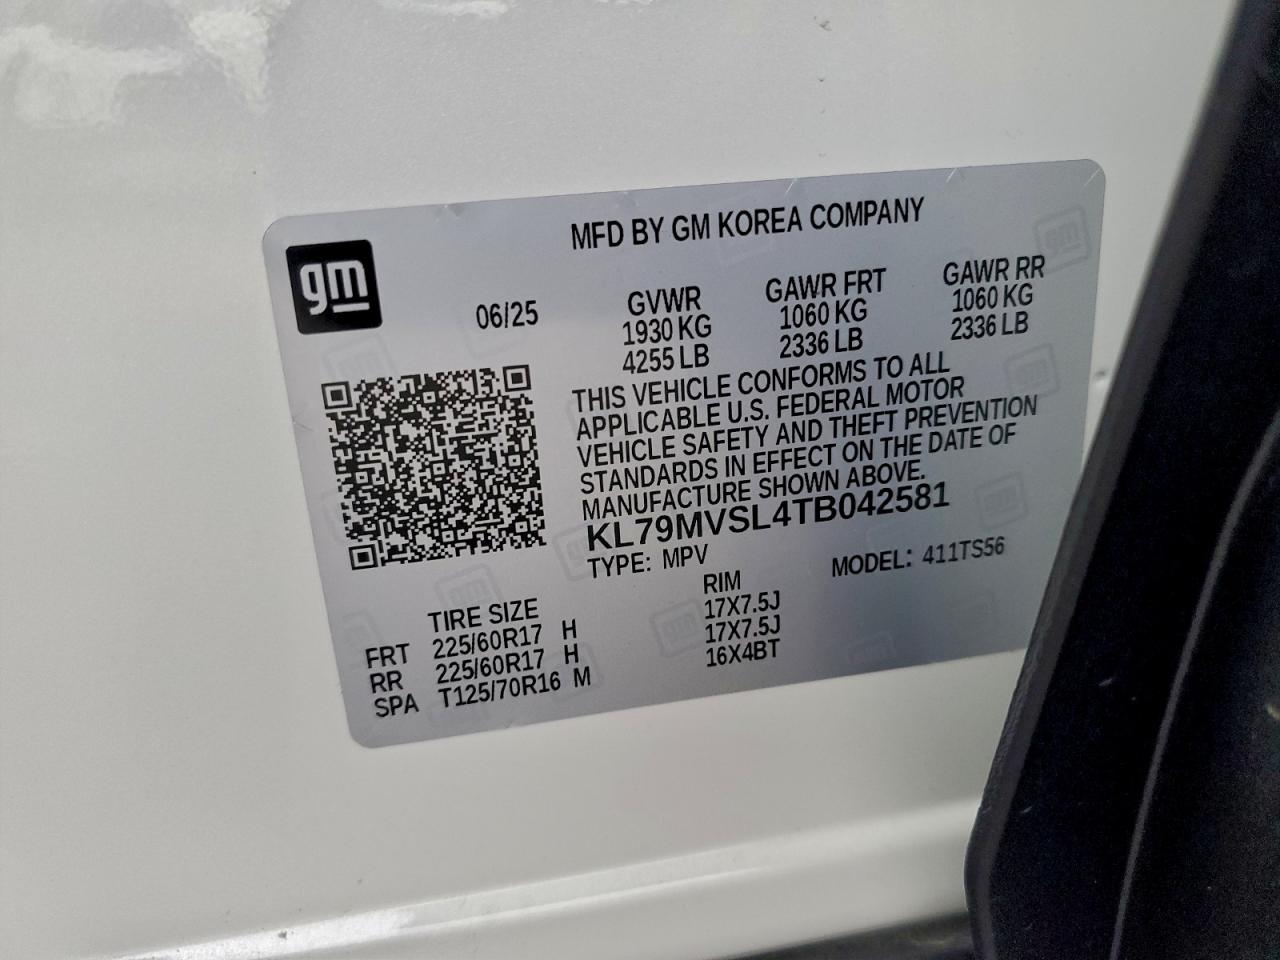 MFD BY GM KOREA COMPANY
gm
06/25
GVWR GAWR FRT GAWR RR
1930 KG 1060 KG 1060 KG
4255 LB 2336 LB 2336 LB
THIS VEHICLE CONFORMS TO ALL
APPLICABLE U.S. FEDERAL MOTOR
VEHICLE SAFETY AND THEFT PREVENTION
STANDARDS IN EFFECT ON THE DATE OF
MANUFACTURE SHOWN ABOVE.
KL79MVSL4TB042581
TYPE: MPV MODEL: 411TS56
TIRE SIZE RIM
FRT 225/60R17 H 17X7.5J
RR 225/60R17 H 17X7.5J
SPA T125/70R16 M 16X4BT